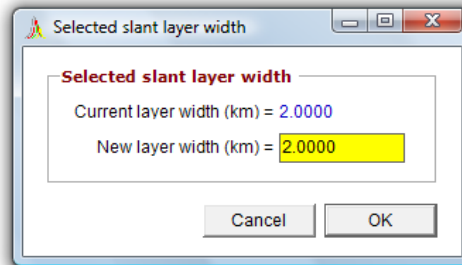 Selected slant layer width
Selected slant layer width
Current layer width (km) = 2.0000
New layer width (km) = 2.0000
Cancel OK